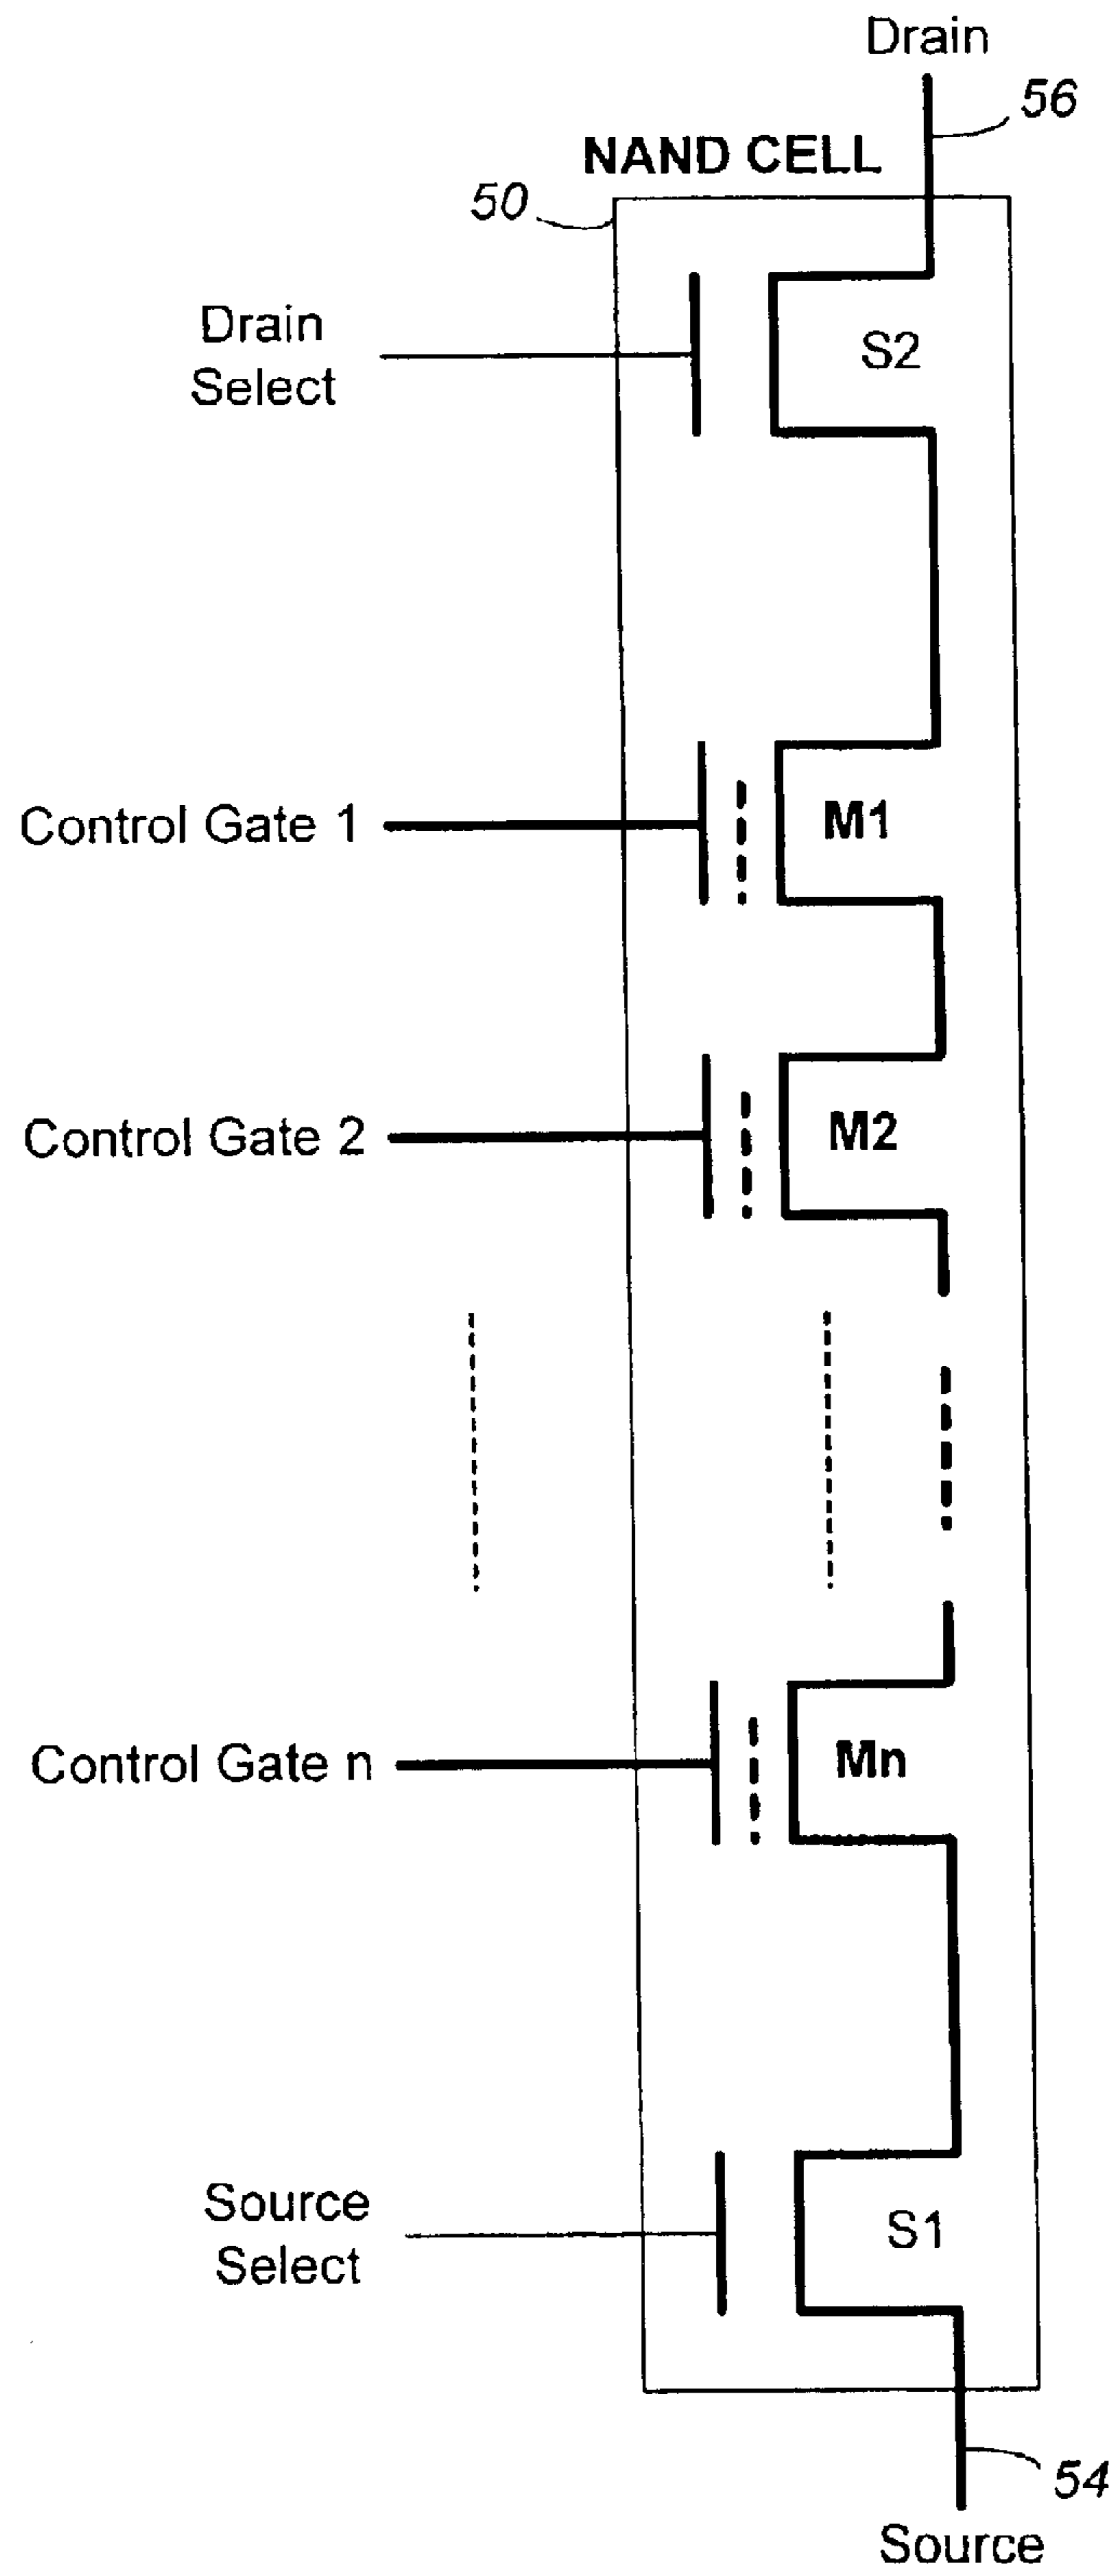 Drain
56
NAND CELL
50
Drain
Select
S2
Control Gate 1
M1
Control Gate 2
M2
Control Gate n
Mn
Source
Select
S1
54
Source